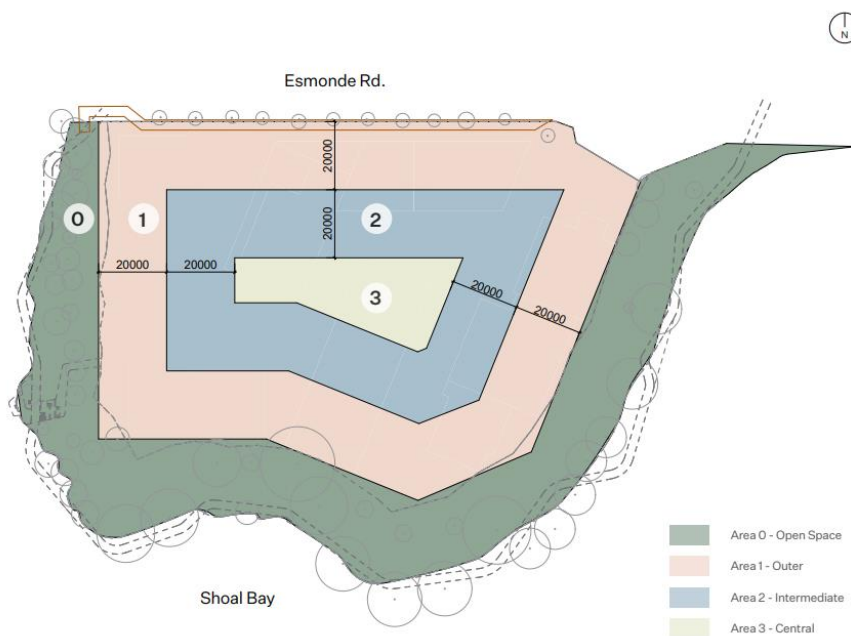 N
Esmonde Rd.
20000
0
1
2
20000
20000
20000
3
20000
20000
Area 0 - Open Space
Area 1 - Outer
Area 2 - Intermediate
Shoal Bay
Area 3 - Central